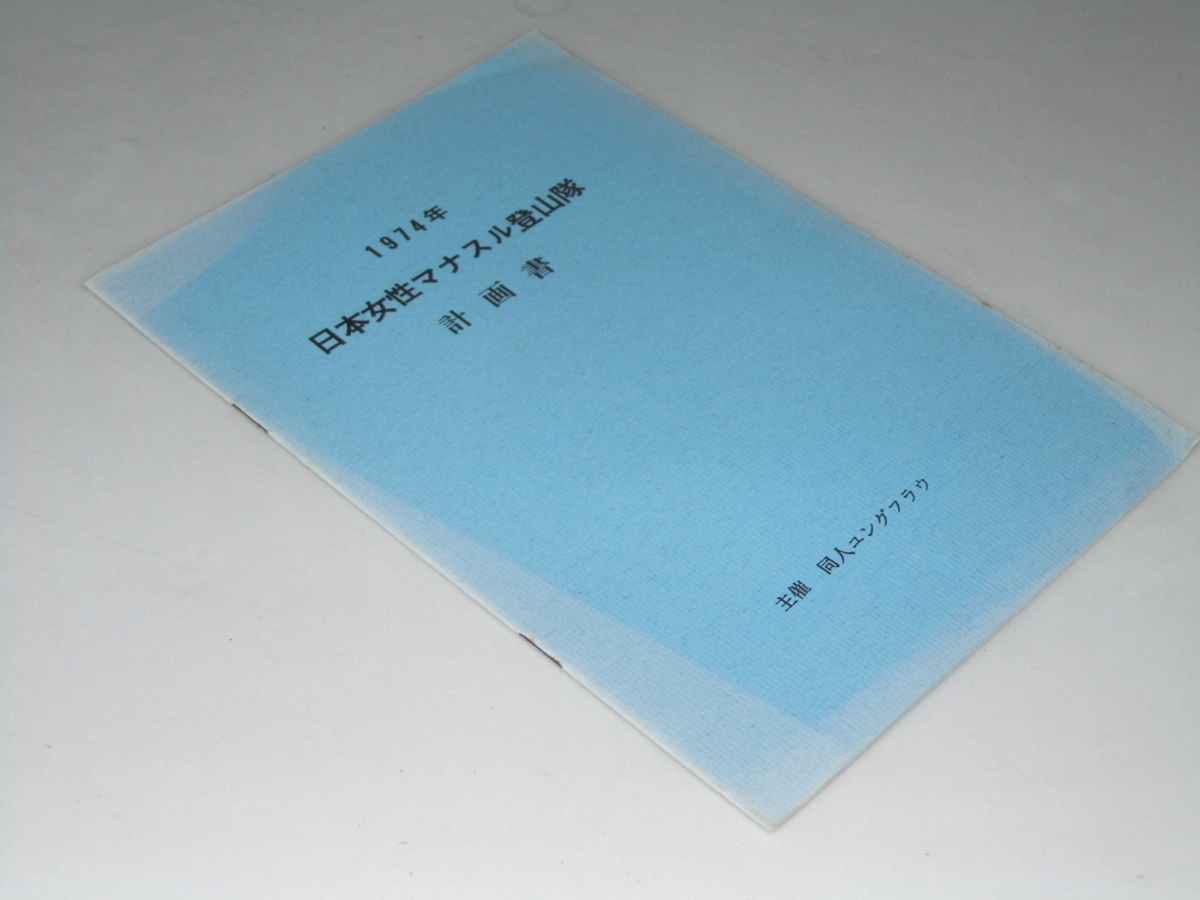 1974年
日本女性マナスル登山隊
計画書
主催 同人ユングフラウ